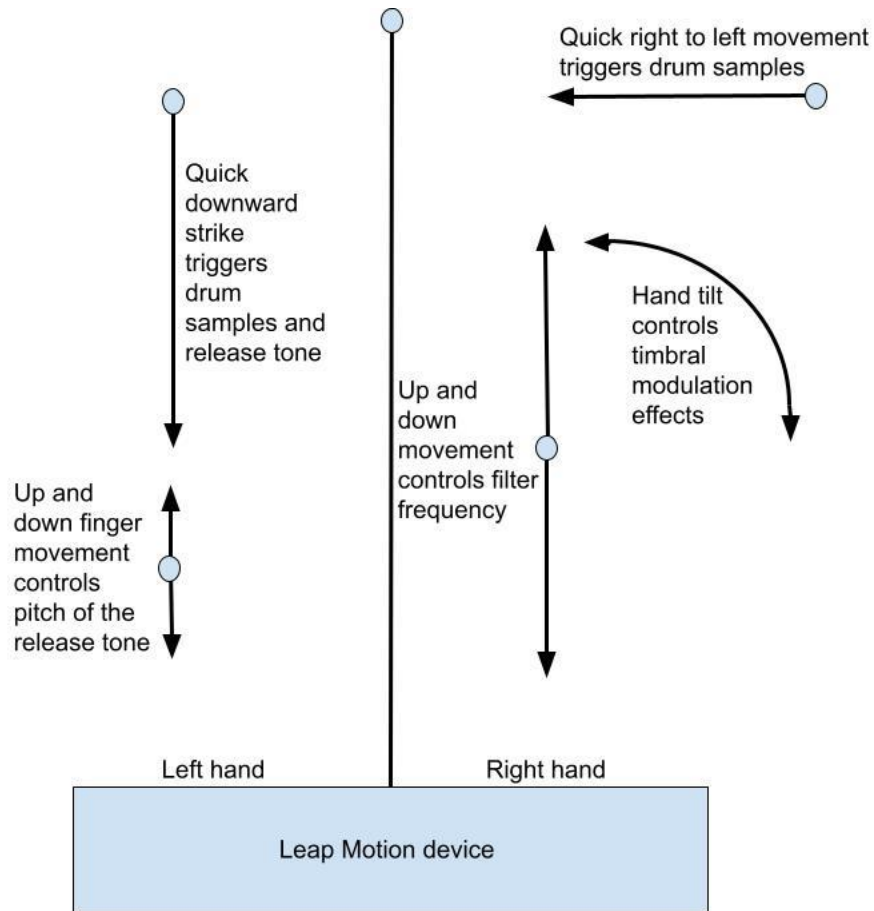 Quick right to left movement
triggers drum samples
Quick
downward
strike
triggers
drum
samples and
release tone
Hand tilt
controls
timbral
modulation
effects
Up and
down
movement
controls filter
frequency
Up and
down finger
movement
controls
pitch of the
release tone
Left hand
Right hand
Leap Motion device